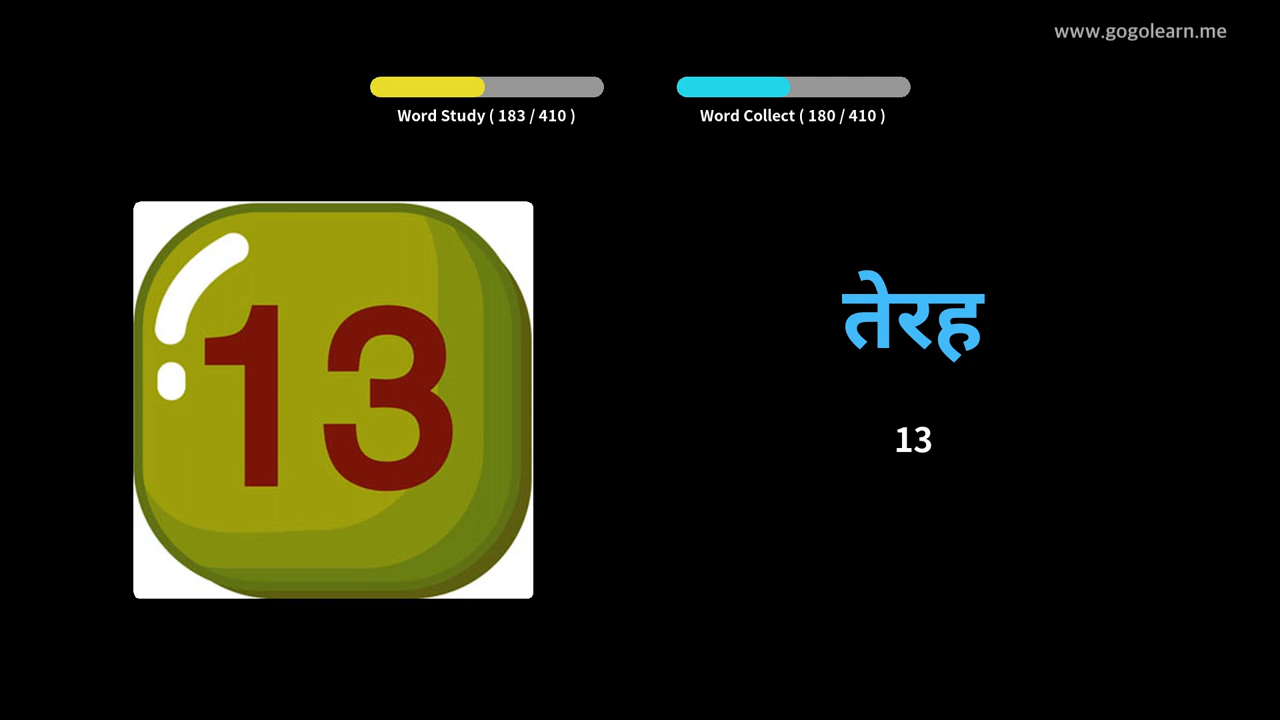 www.gogolearn.me
Word Study ( 183 / 410 )
Word Collect ( 180 / 410 )
13
तेरह
13